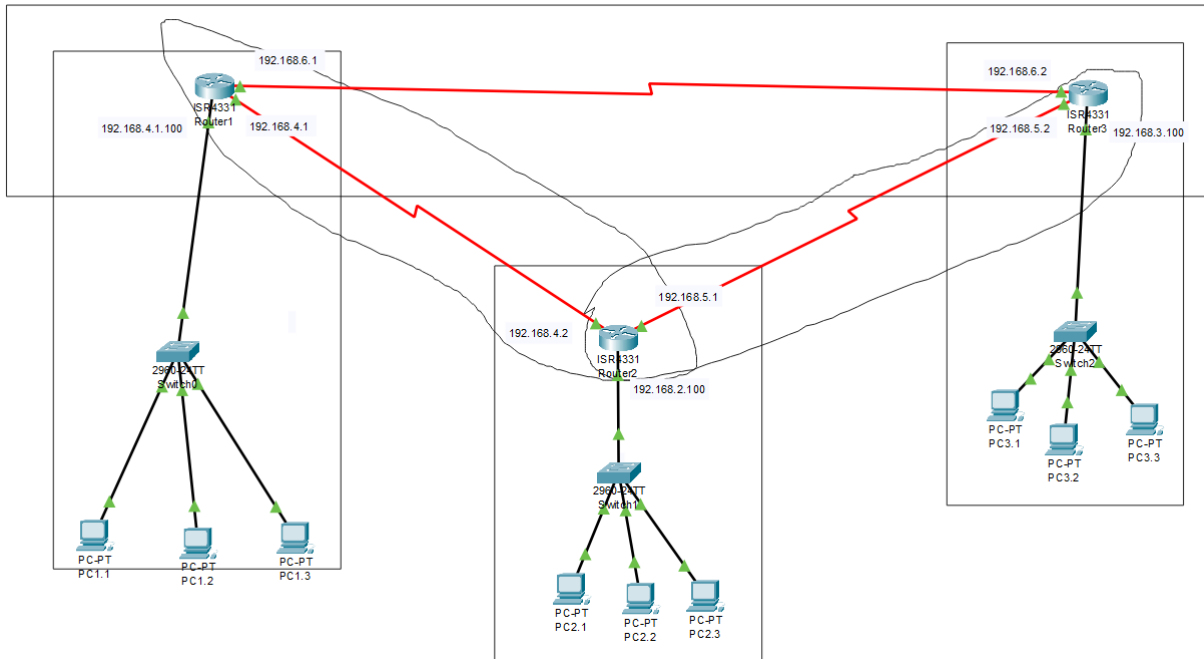 192.168.6.1
192.168.6.2
ISR4331
Router1
ISR4331
Router3
192.168.4.1.100
192.168.4.1
192.168.5.2
192.168.3.100
192.168.5.1
192.168.4.2
ISR4331
Router2
192.168.2.100
2960-24TT
Switch0
2960-24TT
Switch2
PC-PT
PC3.1
PC-PT
PC3.2
PC-PT
PC3.3
2960-24TT
Switch1
PC-PT
PC1.1
PC-PT
PC1.2
PC-PT
PC1.3
PC-PT
PC2.1
PC-PT
PC2.2
PC-PT
PC2.3